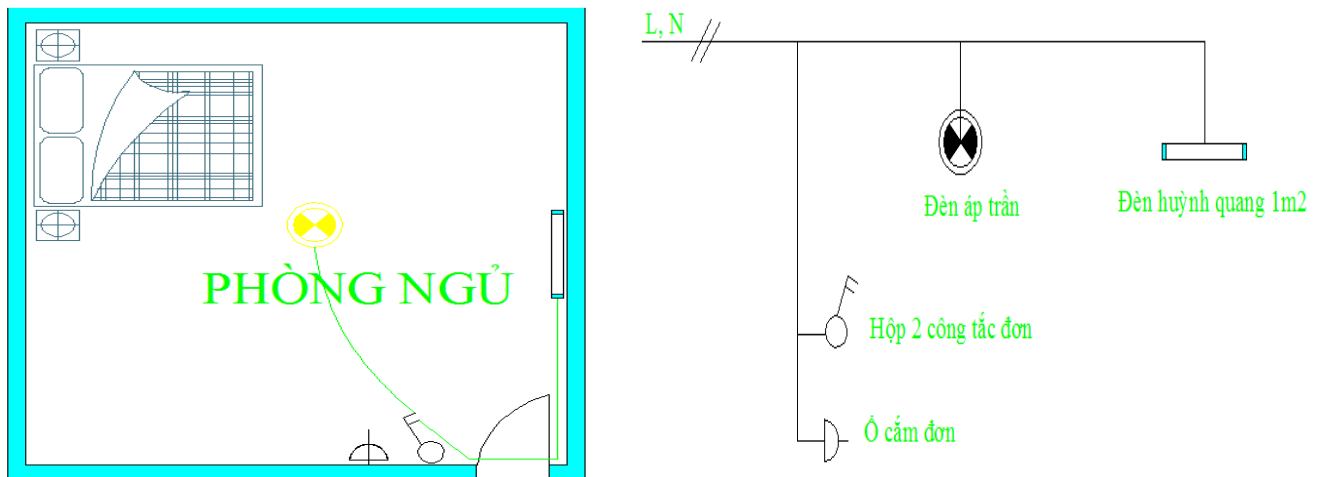 PHÒNG NGỦ
L, N
Đèn áp trần
Đèn huỳnh quang 1m2
Hộp 2 công tắc đơn
Ổ cắm đơn